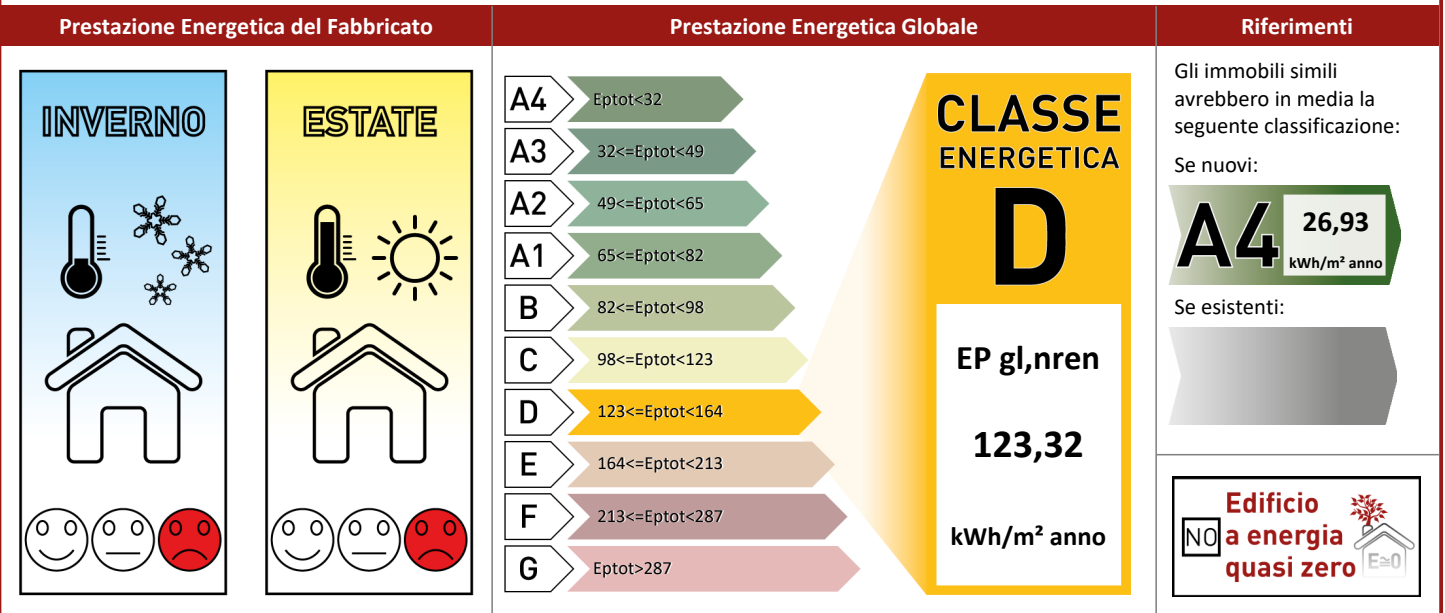 Prestazione Energetica del Fabbricato
Prestazione Energetica Globale
Riferimenti
INVERNO
ESTATE
A4 Eptot<32
A3 32<=Eptot<49
A2 49<=Eptot<65
A1 65<=Eptot<82
B 82<=Eptot<98
C 98<=Eptot<123
D 123<=Eptot<164
E 164<=Eptot<213
F 213<=Eptot<287
G Eptot>287
CLASSE
ENERGETICA
D
EP gl,nren
123,32
kWh/m² anno
Gli immobili simili
avrebbero in media la
seguente classificazione:
Se nuovi:
A4 26,93
kWh/m² anno
Se esistenti:
Edificio
NO a energia
quasi zero
E≃0